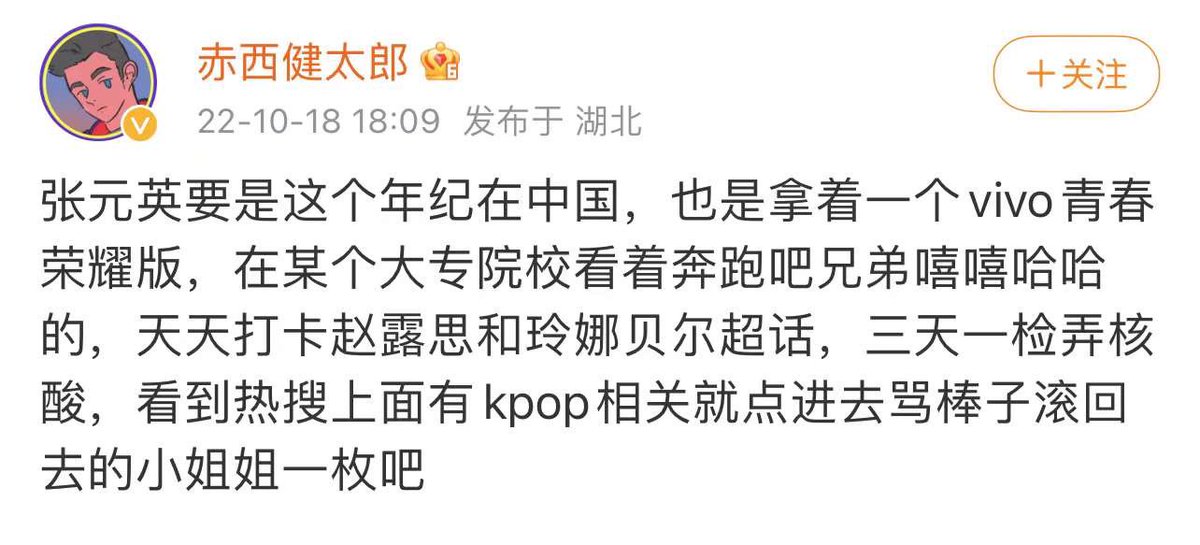 赤西健太郎
22-10-18 18:09 发布于 湖北
+关注
张元英要是这个年纪在中国，也是拿着一个vivo青春
荣耀版，在某个大专院校看着奔跑吧兄弟嘻嘻哈哈
的，天天打卡赵露思和玲娜贝尔超话，三天一检弄核
酸，看到热搜上面有kpop相关就点进去骂棒子滚回
去的小姐姐一枚吧